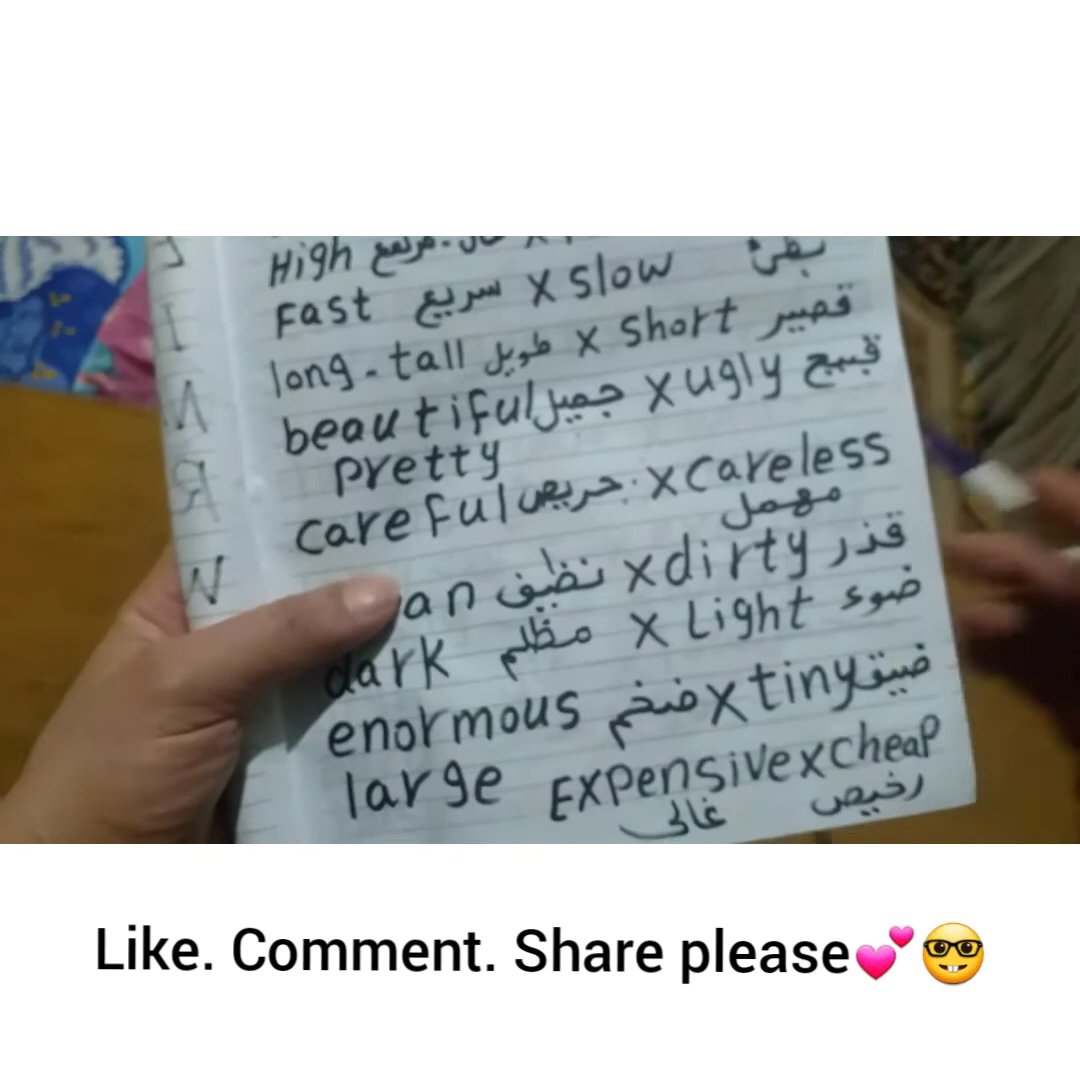 High عالى - مرتفع X
Fast سريع X slow بطئ
long - tall طويل X Short قصير
beautiful جميل X ugly قبيح
pretty
careful حريص X careless
مهمل
an نظيف X dirty قذر
dark مظلم X Light ضوء
enormous ضخم X tiny ضيق
large Expensive X cheap
غالى رخيص
Like. Comment. Share please💕🤓